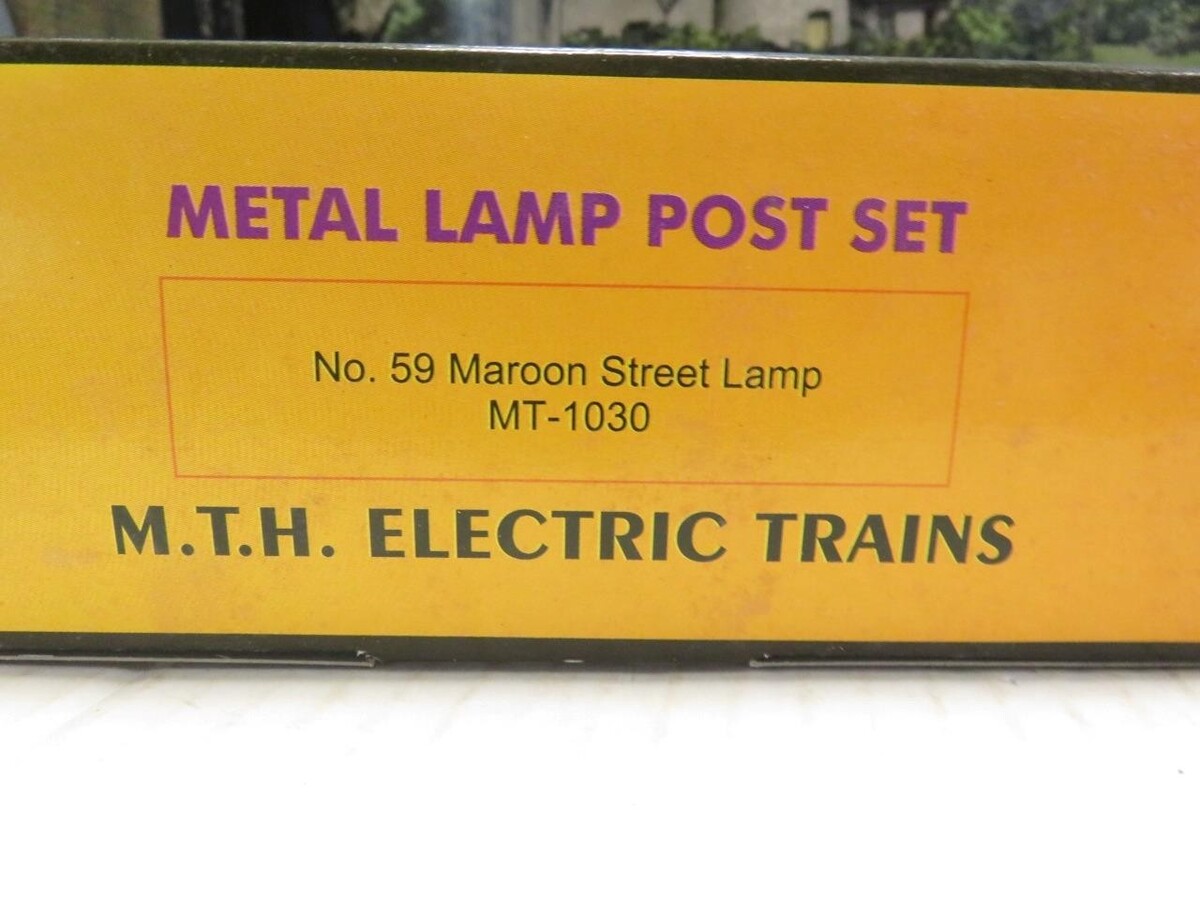 METAL LAMP POST SET
No. 59 Maroon Street Lamp
MT-1030
M.T.H. ELECTRIC TRAINS